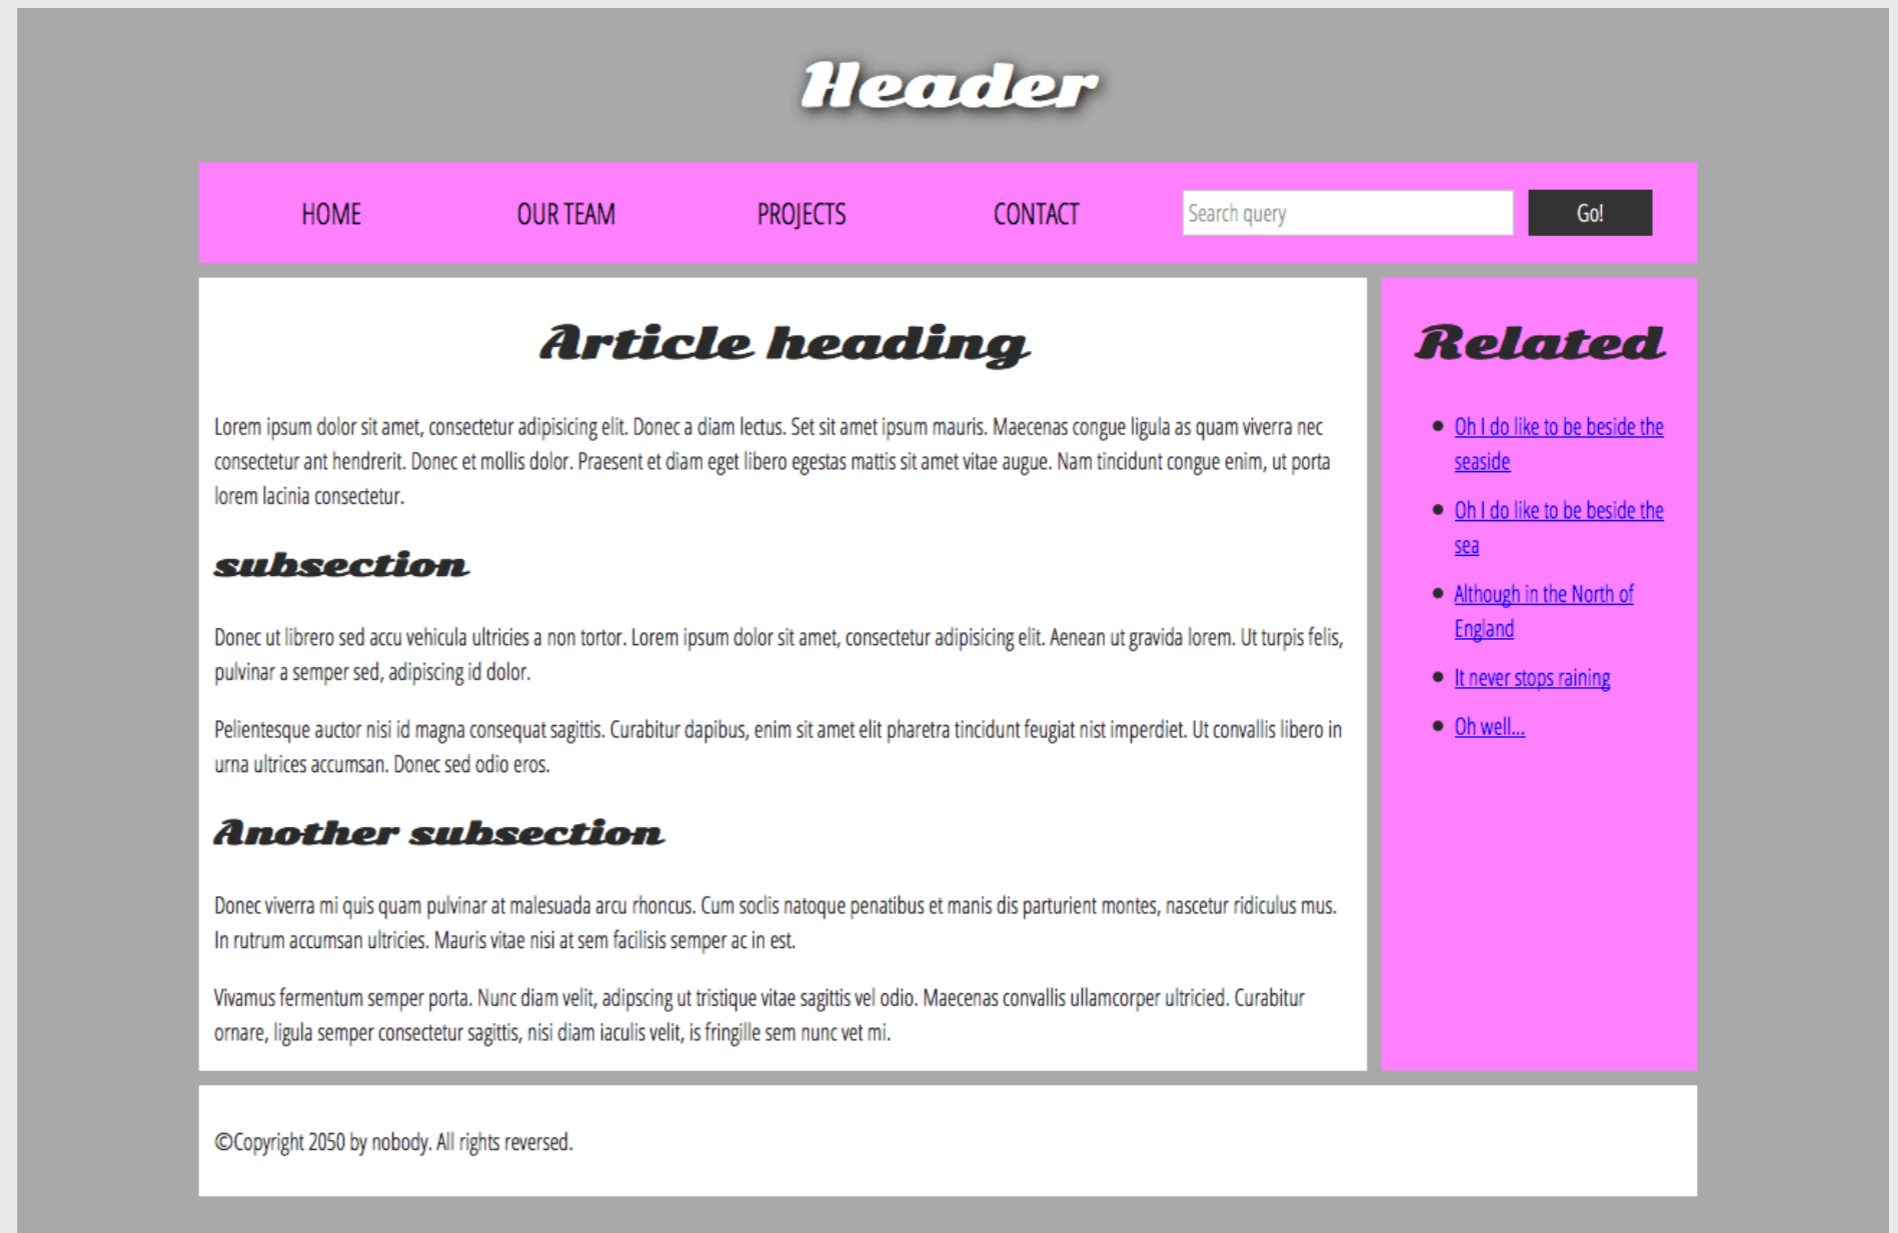 Header
HOME OUR TEAM PROJECTS CONTACT Search query Go!
Article heading
Lorem ipsum dolor sit amet, consectetur adipisicing elit. Donec a diam lectus. Set sit amet ipsum mauris. Maecenas congue ligula as quam viverra nec
consectetur ant hendrerit. Donec et mollis dolor. Praesent et diam eget libero egestas mattis sit amet vitae augue. Nam tincidunt congue enim, ut porta
lorem lacinia consectetur.
subsection
Donec ut librero sed accu vehicula ultricies a non tortor. Lorem ipsum dolor sit amet, consectetur adipisicing elit. Aenean ut gravida lorem. Ut turpis felis,
pulvinar a semper sed, adipiscing id dolor.
Pelientesque auctor nisi id magna consequat sagittis. Curabitur dapibus, enim sit amet elit pharetra tincidunt feugiat nist imperdiet. Ut convallis libero in
urna ultrices accumsan. Donec sed odio eros.
Another subsection
Donec viverra mi quis quam pulvinar at malesuada arcu rhoncus. Cum soclis natoque penatibus et manis dis parturient montes, nascetur ridiculus mus.
In rutrum accumsan ultricies. Mauris vitae nisi at sem facilisis semper ac in est.
Vivamus fermentum semper porta. Nunc diam velit, adipscing ut tristique vitae sagittis vel odio. Maecenas convallis ullamcorper ultricied. Curabitur
ornare, ligula semper consectetur sagittis, nisi diam iaculis velit, is fringille sem nunc vet mi.
Related
Oh I do like to be beside the
seaside
Oh I do like to be beside the
sea
Although in the North of
England
It never stops raining
Oh well...
©Copyright 2050 by nobody. All rights reversed.